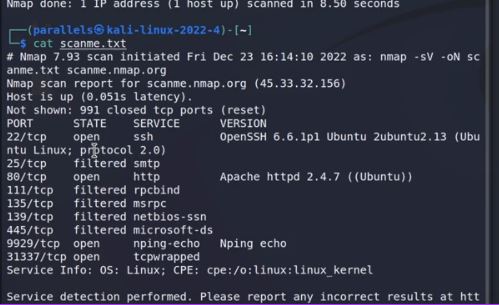 Nmap done: 1 IP address (1 host up) scanned in 8.50 seconds
┌──(parallels㉿kali-linux-2022-4)-[~]
└─$ cat scanme.txt
# Nmap 7.93 scan initiated Fri Dec 23 16:14:10 2022 as: nmap -sV -oN sc
anme.txt scanme.nmap.org
Nmap scan report for scanme.nmap.org (45.33.32.156)
Host is up (0.051s latency).
Not shown: 991 closed tcp ports (reset)
PORT STATE SERVICE VERSION
22/tcp open ssh OpenSSH 6.6.1p1 Ubuntu 2ubuntu2.13 (Ubu
ntu Linux; protocol 2.0)
25/tcp filtered smtp
80/tcp open http Apache httpd 2.4.7 ((Ubuntu))
111/tcp filtered rpcbind
135/tcp filtered msrpc
139/tcp filtered netbios-ssn
445/tcp filtered microsoft-ds
9929/tcp open nping-echo Nping echo
31337/tcp open tcpwrapped
Service Info: OS: Linux; CPE: cpe:/o:linux:linux_kernel
Service detection performed. Please report any incorrect results at htt